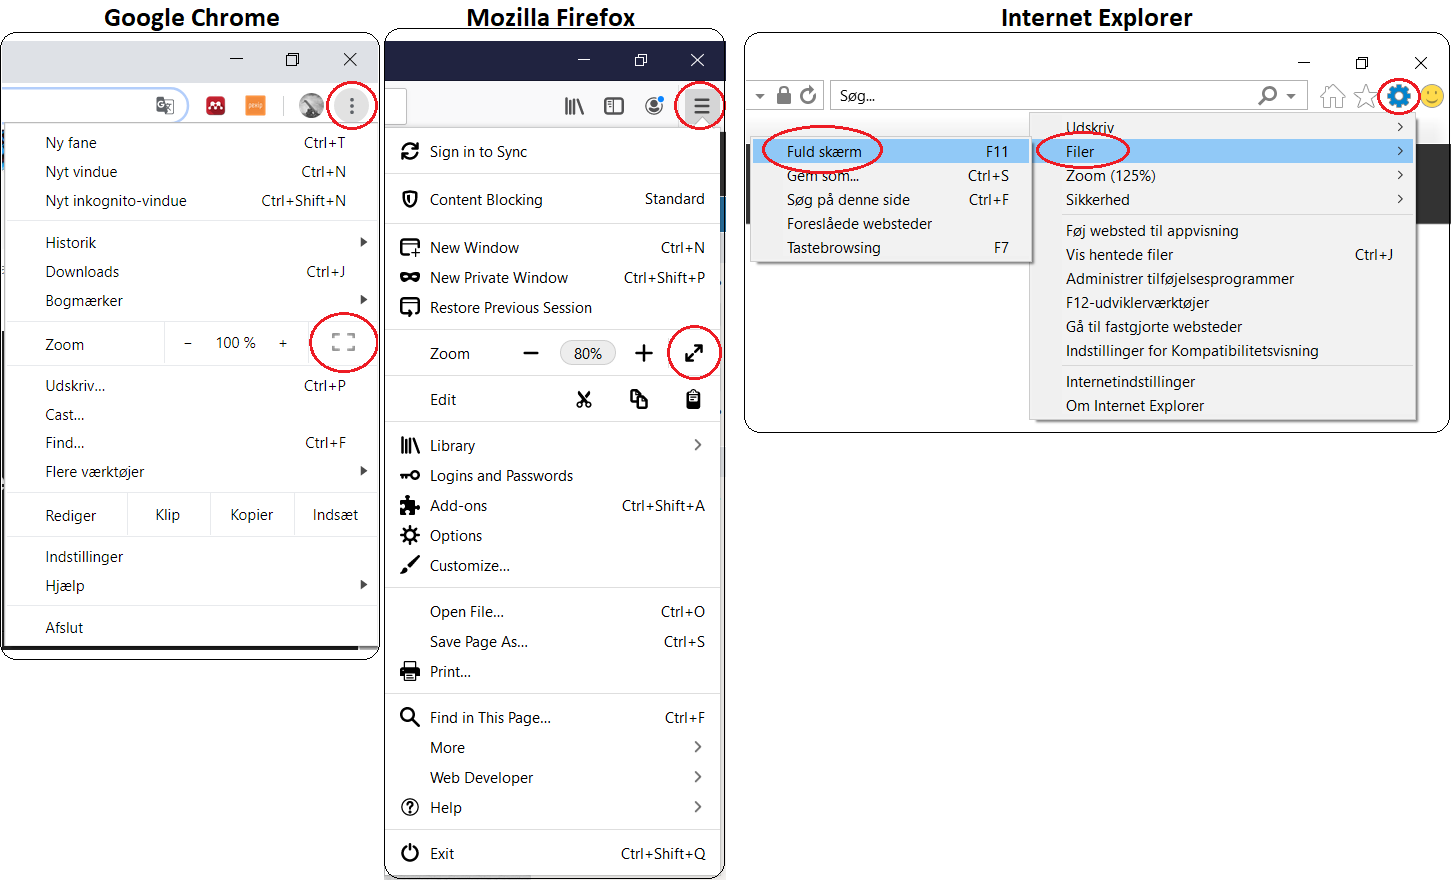 Google Chrome
Ny fane Ctrl+T
Nyt vindue Ctrl+N
Nyt inkognito-vindue Ctrl+Shift+N
Historik
Downloads Ctrl+J
Bogmærker
Zoom - 100 % +
Udskriv... Ctrl+P
Cast...
Find... Ctrl+F
Flere værktøjer
Rediger Klip Kopier Indsæt
Indstillinger
Hjælp
Afslut
Mozilla Firefox
Sign in to Sync
Content Blocking Standard
New Window Ctrl+N
New Private Window Ctrl+Shift+P
Restore Previous Session
Zoom 80%
Edit
Library
Logins and Passwords
Add-ons Ctrl+Shift+A
Options
Customize...
Open File... Ctrl+O
Save Page As... Ctrl+S
Print...
Find in This Page... Ctrl+F
More
Web Developer
Help
Exit Ctrl+Shift+Q
Internet Explorer
Søg...
Fuld skærm F11
Gem som... Ctrl+S
Søg på denne side Ctrl+F
Foreslåede websteder
Tastebrowsing F7
Udskriv
Filer
Zoom (125%)
Sikkerhed
Føj websted til appvisning
Vis hentede filer Ctrl+J
Administrer tilføjelsesprogrammer
F12-udviklerværktøjer
Gå til fastgjorte websteder
Indstillinger for Kompatibilitetsvisning
Internetindstillinger
Om Internet Explorer